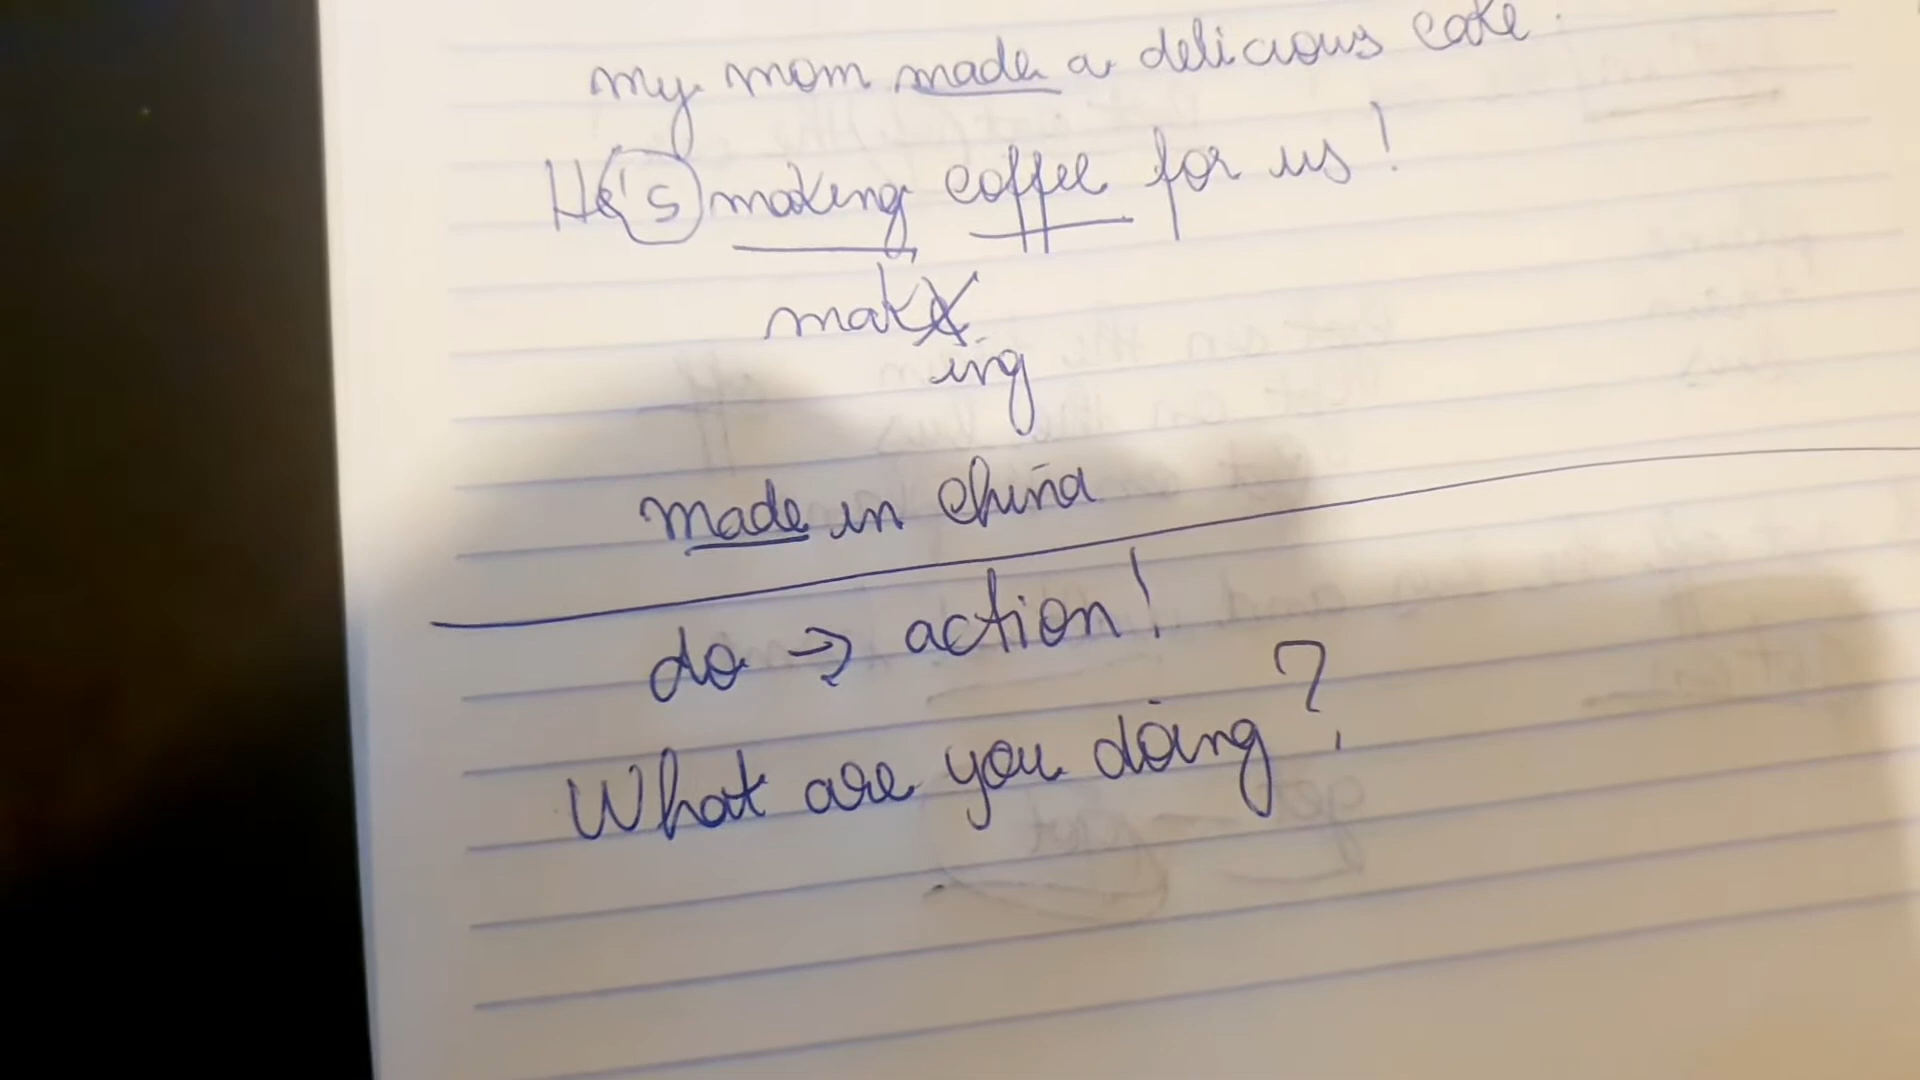 my mom made a delicious cake.
He's making coffee for us!
make
ing
made in China
do → action!
What are you doing?